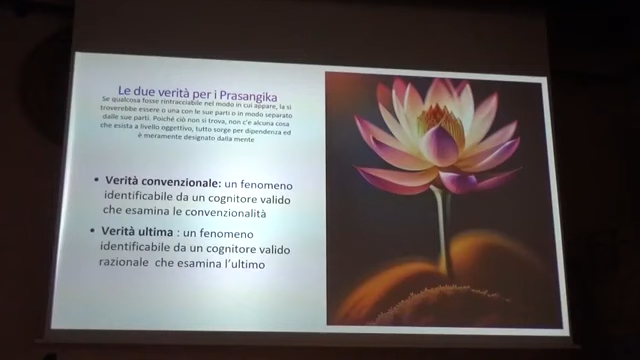 Le due verità per i Prasangika
Se qualcosa fosse rintracciabile nel modo in cui appare, la si
troverebbe essere o una con le sue parti o in modo separato
dalle sue parti. Poiché ciò non si trova, non c'è alcuna cosa
che esista a livello oggettivo, tutto sorge per dipendenza ed
è meramente designato dalla mente
• Verità convenzionale: un fenomeno
identificabile da un cognitore valido
che esamina le convenzionalità
• Verità ultima : un fenomeno
identificabile da un cognitore valido
razionale che esamina l'ultimo